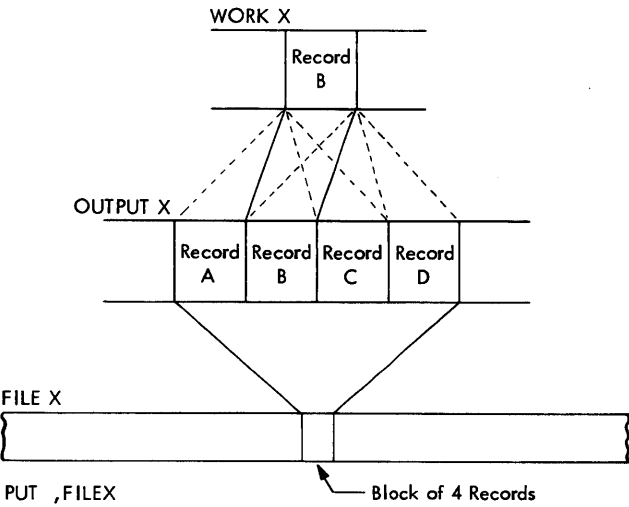 WORK X
Record
B
OUTPUT X
Record
A
Record
B
Record
C
Record
D
FILE X
PUT ,FILEX
Block of 4 Records